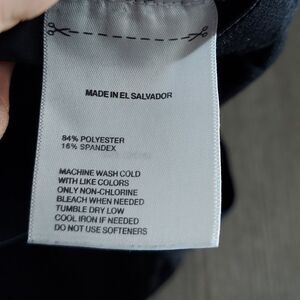 MADE IN EL SALVADOR
84% POLYESTER
16% SPANDEX
MACHINE WASH COLD
WITH LIKE COLORS
ONLY NON-CHLORINE
BLEACH WHEN NEEDED
TUMBLE DRY LOW
COOL IRON IF NEEDED
DO NOT USE SOFTENERS